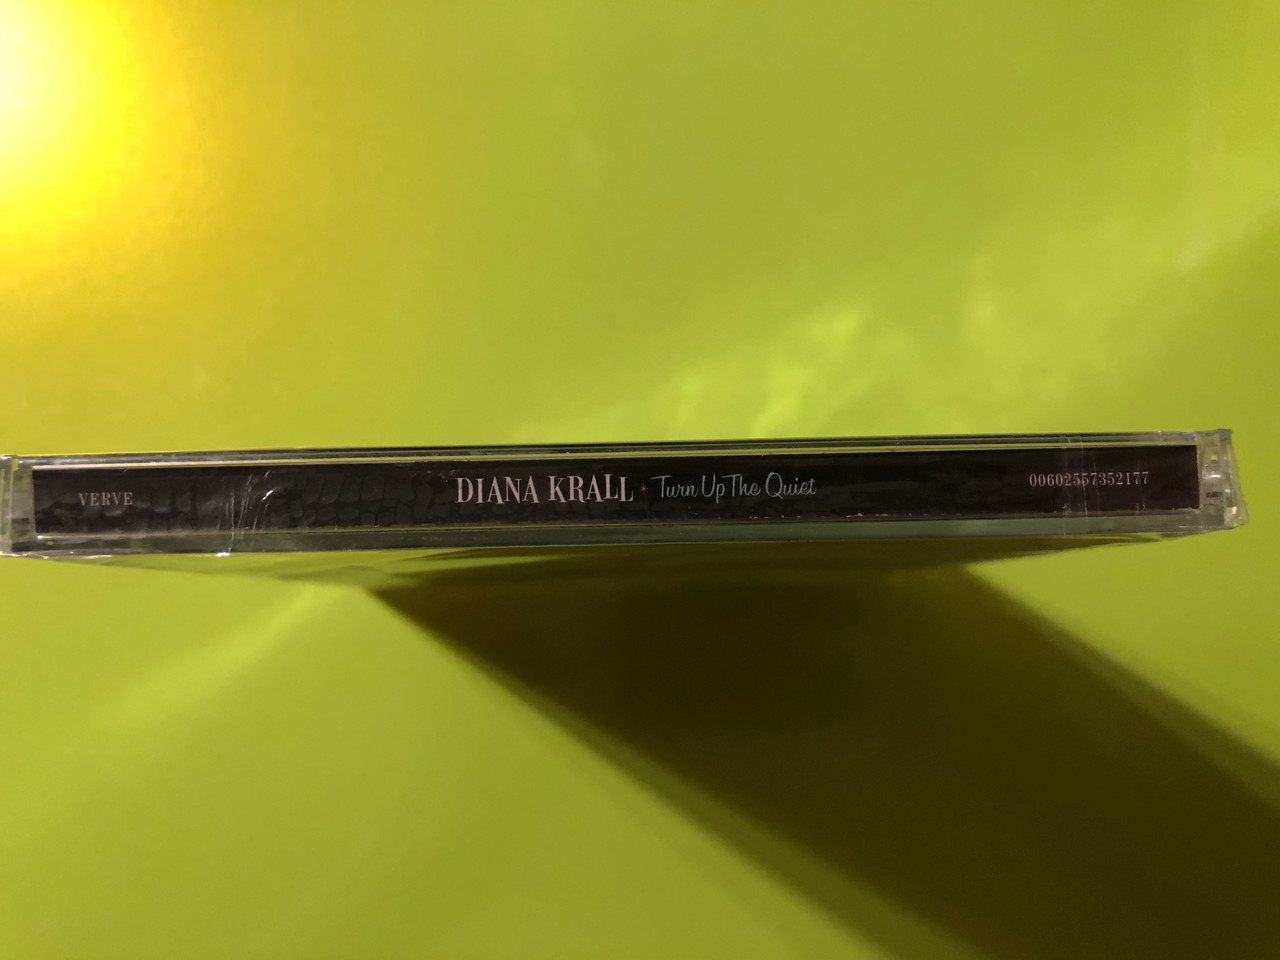 VERVE DIANA KRALL • Turn Up The Quiet 00602557352177